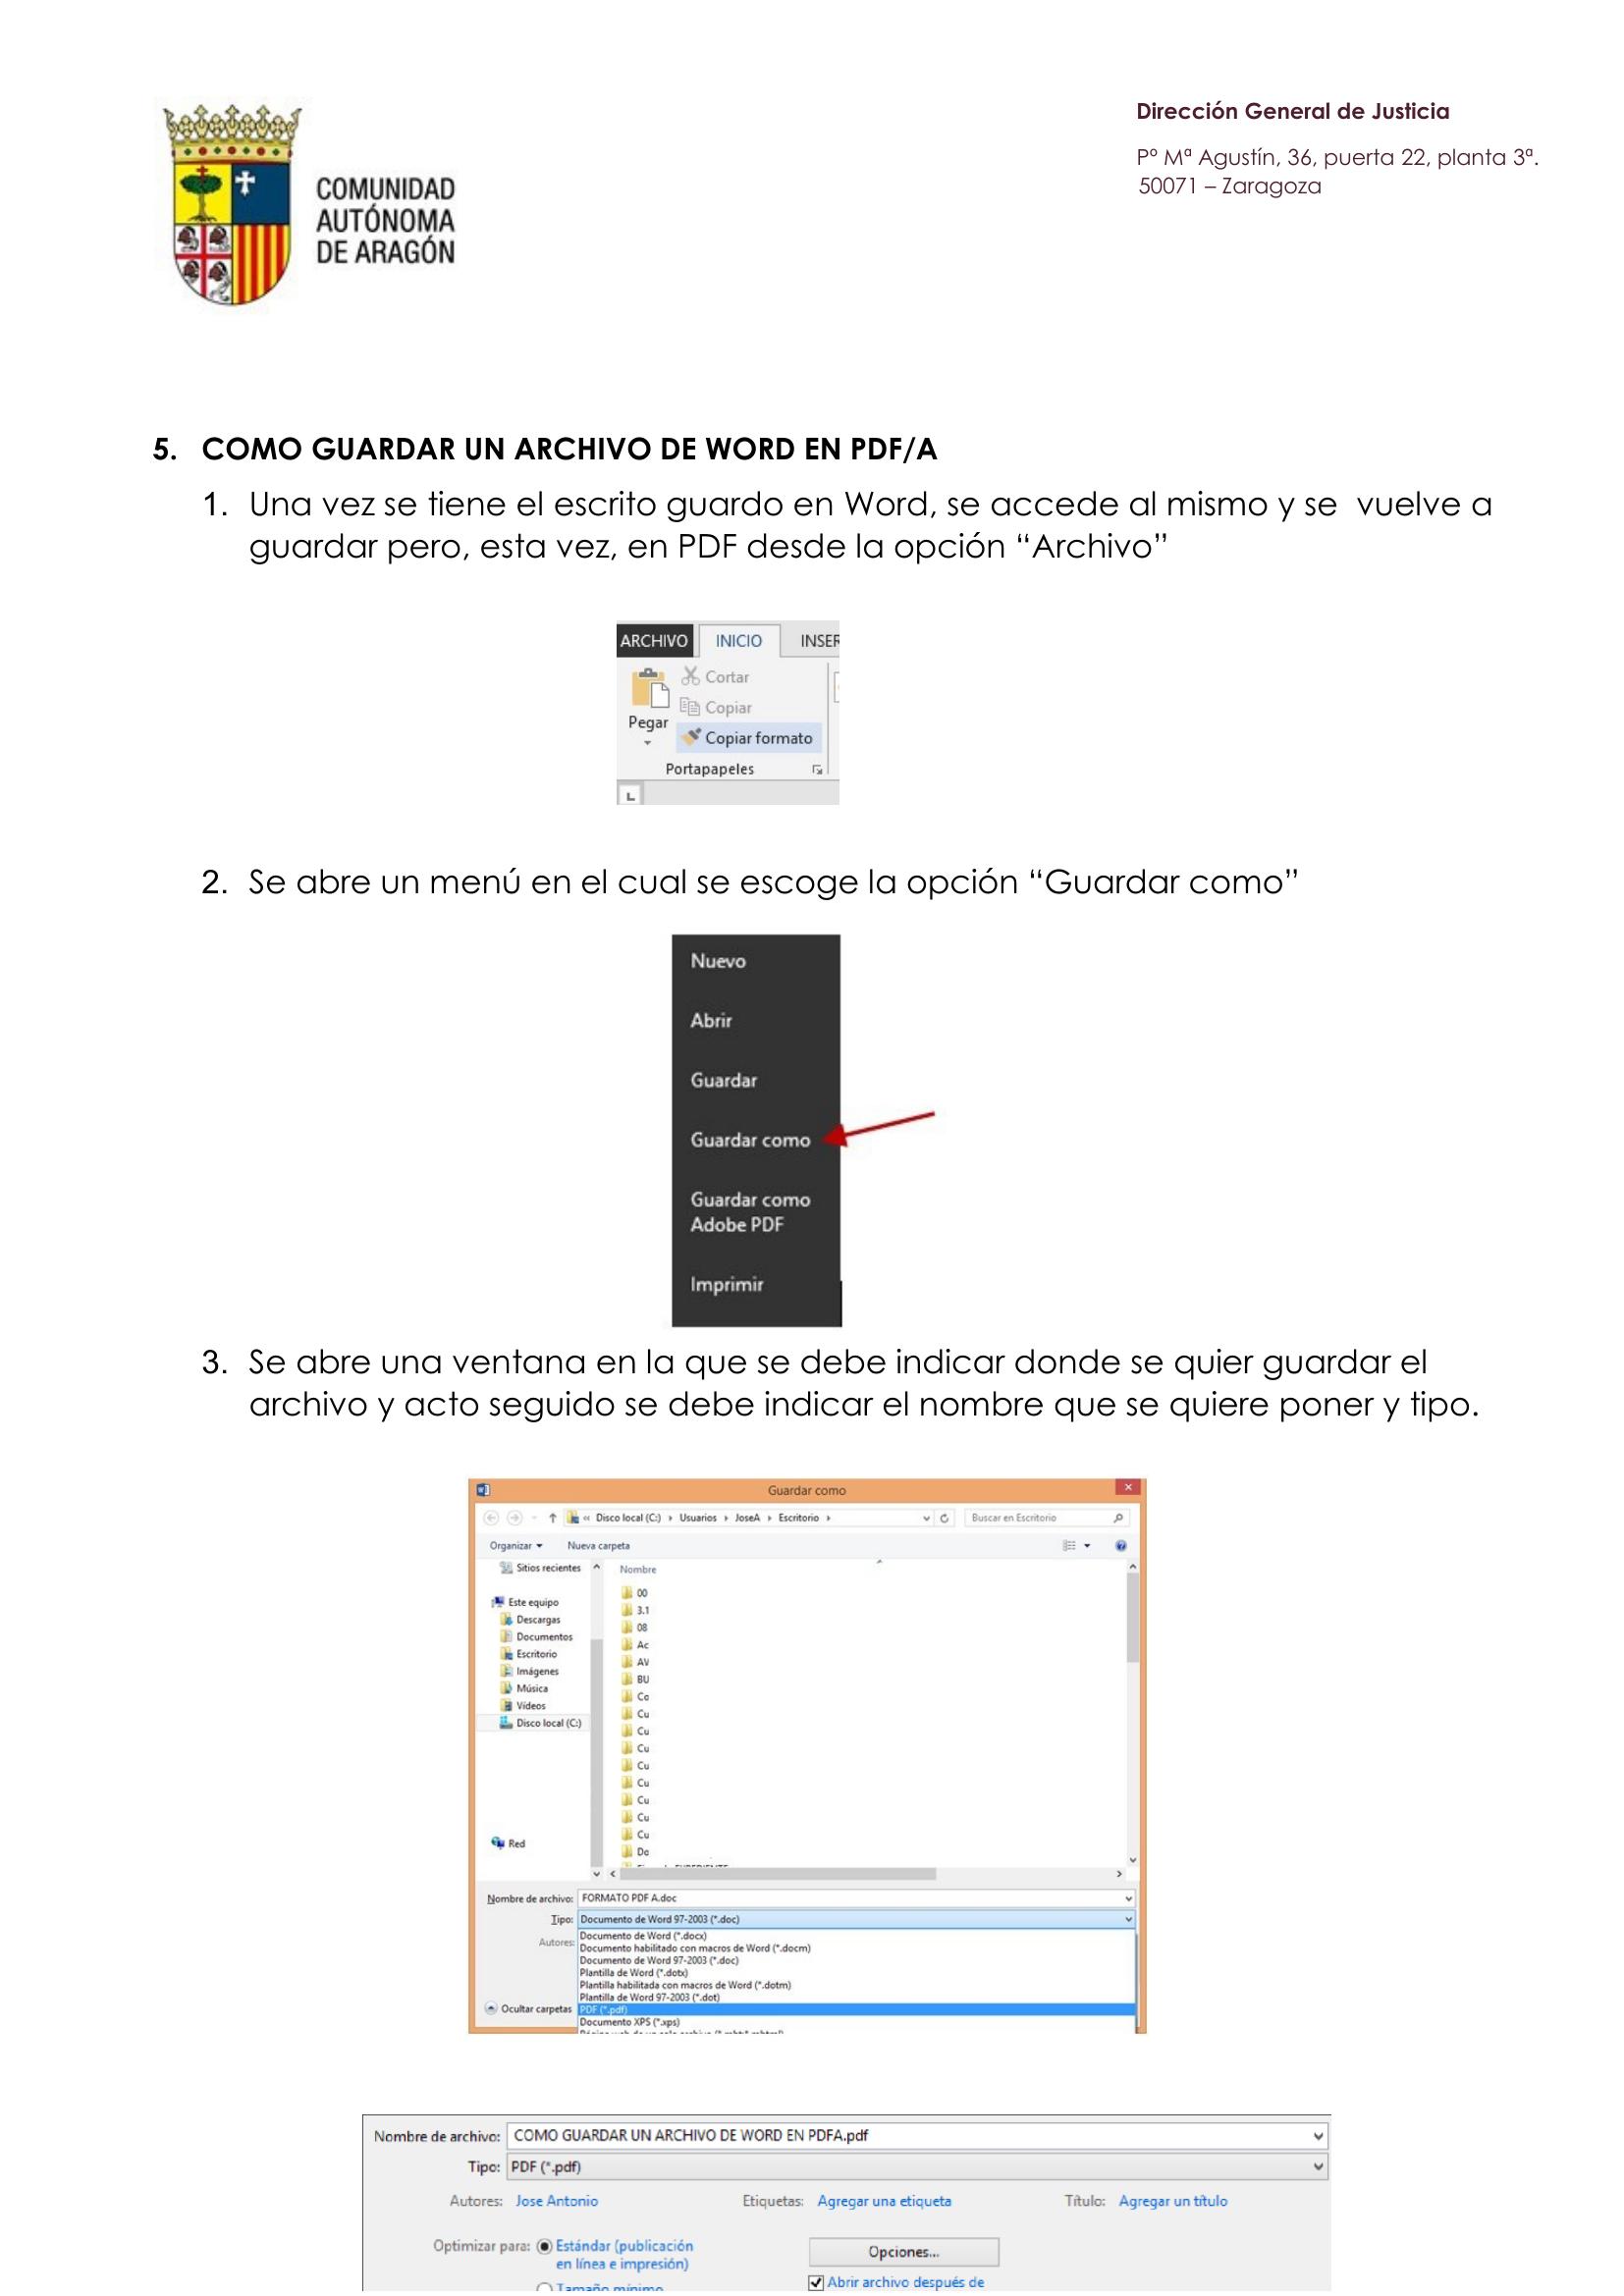 Dirección General de Justicia
Pº Mª Agustín, 36, puerta 22, planta 3ª.
50071 – Zaragoza
COMUNIDAD
AUTÓNOMA
DE ARAGÓN
5. COMO GUARDAR UN ARCHIVO DE WORD EN PDF/A
1. Una vez se tiene el escrito guardo en Word, se accede al mismo y se vuelve a
guardar pero, esta vez, en PDF desde la opción “Archivo”
ARCHIVO INICIO INSER
Cortar
Copiar
Pegar
Copiar formato
Portapapeles
2. Se abre un menú en el cual se escoge la opción “Guardar como”
Nuevo
Abrir
Guardar
Guardar como
Guardar como
Adobe PDF
Imprimir
3. Se abre una ventana en la que se debe indicar donde se quier guardar el
archivo y acto seguido se debe indicar el nombre que se quiere poner y tipo.
Guardar como
« Disco local (C:) Usuarios JoseA Escritorio Buscar en Escritorio
Organizar Nueva carpeta
Sitios recientes
Este equipo
Descargas
Documentos
Escritorio
Imágenes
Música
Vídeos
Disco local (C:)
Red
Nombre
00
3.1
08
Ac
AV
BU
Co
Cu
Cu
Cu
Cu
Cu
Cu
Cu
Cu
Do
Nombre de archivo: FORMATO PDF A.doc
Tipo: Documento de Word 97-2003 (*.doc)
Autores:
Documento de Word (*.docx)
Documento habilitado con macros de Word (*.docm)
Documento de Word 97-2003 (*.doc)
Plantilla de Word (*.dotx)
Plantilla habilitada con macros de Word (*.dotm)
Plantilla de Word 97-2003 (*.dot)
Ocultar carpetas PDF (*.pdf)
Documento XPS (*.xps)
Nombre de archivo: COMO GUARDAR UN ARCHIVO DE WORD EN PDFA.pdf
Tipo: PDF (*.pdf)
Autores: Jose Antonio Etiquetas: Agregar una etiqueta Título: Agregar un título
Optimizar para: Estándar (publicación
en línea e impresión)
Opciones...
Tamaño mínimo
Abrir archivo después de